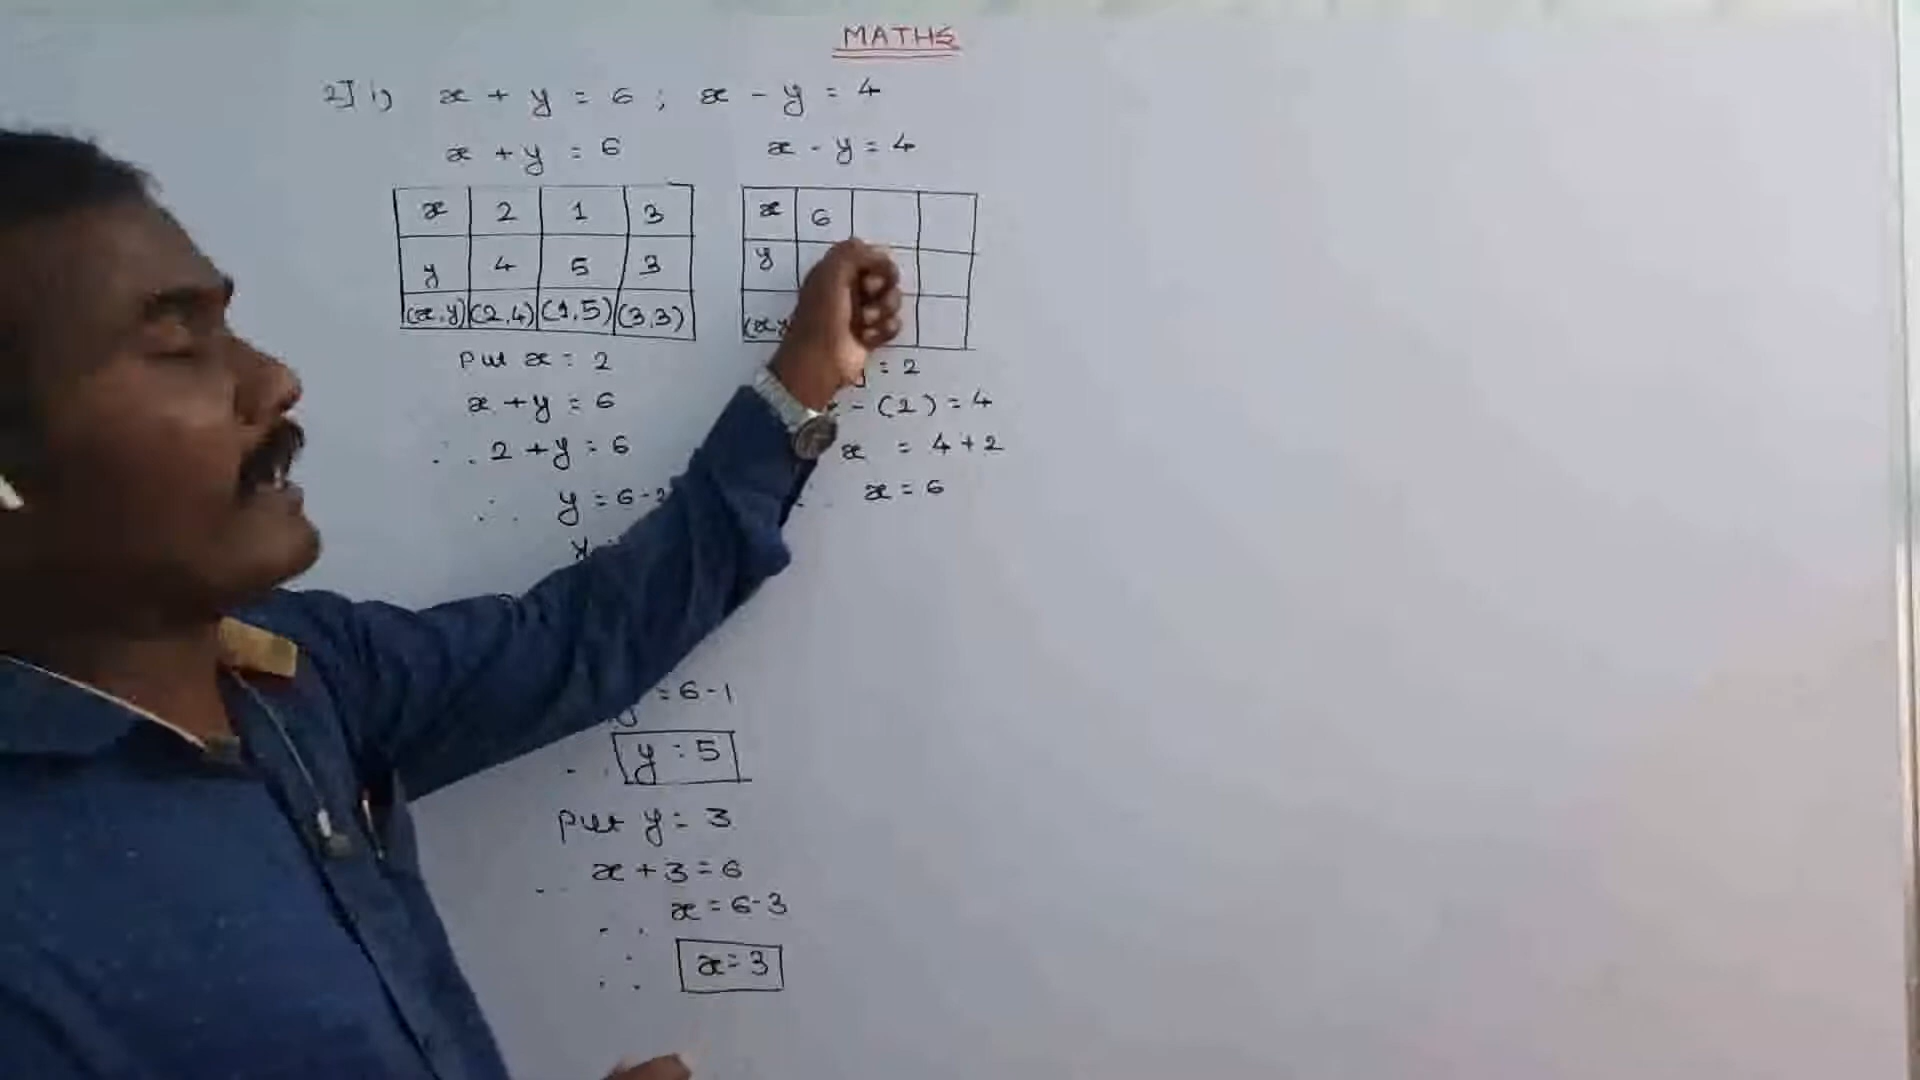 MATHS
2] i) x + y = 6 ; x - y = 4
x + y = 6
x 2 1 3
y 4 5 3
(x,y) (2,4) (1,5) (3,3)
put x = 2
x + y = 6
∴ 2 + y = 6
∴ y = 6-2
y
= 6-1
∴ y = 5
put y = 3
∴ x + 3 = 6
∴ x = 6-3
∴ x = 3
x - y = 4
x 6
y
(x,y
y = 2
- (2) = 4
x = 4 + 2
∴ x = 6